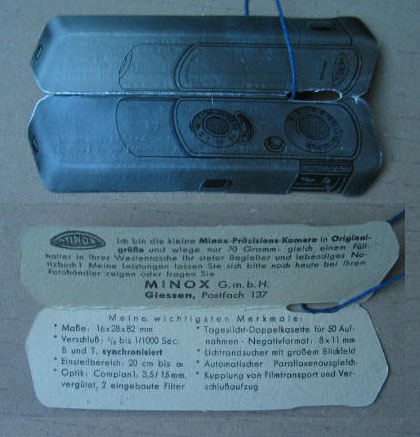 MINOX
MINOX
Ich bin die kleine Minox-Präzisions-Kamera in Original-
größe und wiege nur 70 Gramm - gleich einem Füll-
halter in Ihrer Westentasche Ihr steter Begleiter und lebendiges No-
tizbuch! Meine Leistungen lassen Sie sich bitte noch heute bei Ihrem
Fotohändler zeigen oder fragen Sie
MINOX G.m.b.H.
Giessen, Postfach 137
Meine wichtigsten Merkmale:
* Maße: 16x28x82 mm
* Verschluß: ½ bis 1/1000 Sec.
B und T, synchronisiert
* Einstellbereich: 20 cm bis ∞
* Optik: Complan 1:3,5/15 mm,
vergütet, 2 eingebaute Filter
* Tageslicht-Doppelkasette für 50 Auf-
nahmen - Negativformat: 8x11 mm
* Lichtrandsucher mit großem Blickfeld
* Automatischer Parallaxenausgleich
* Kupplung von Filmtransport und Ver-
schlußaufzug